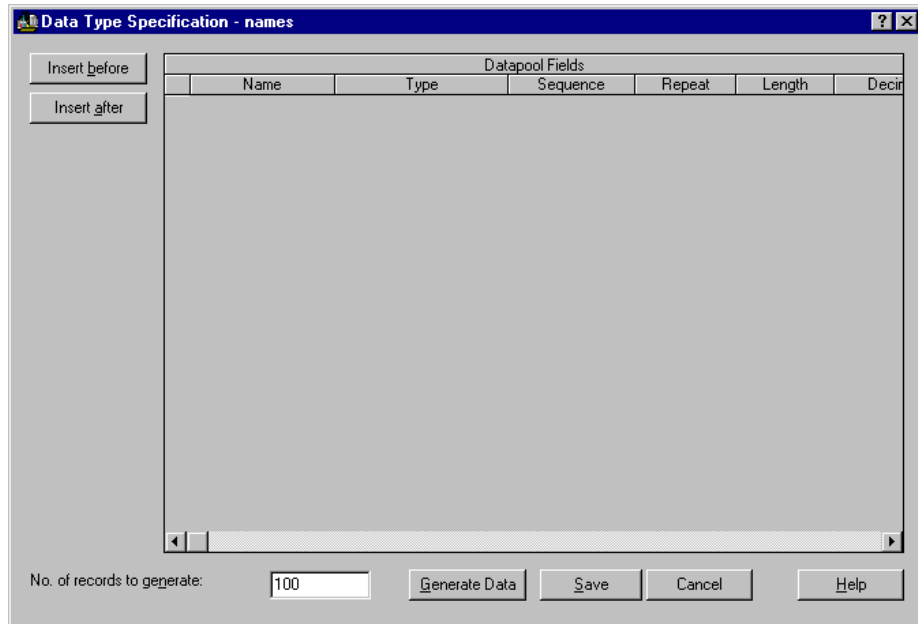 Data Type Specification - names
Insert before
Insert after
Datapool Fields
Name Type Sequence Repeat Length Decim
No. of records to generate: 100 Generate Data Save Cancel Help